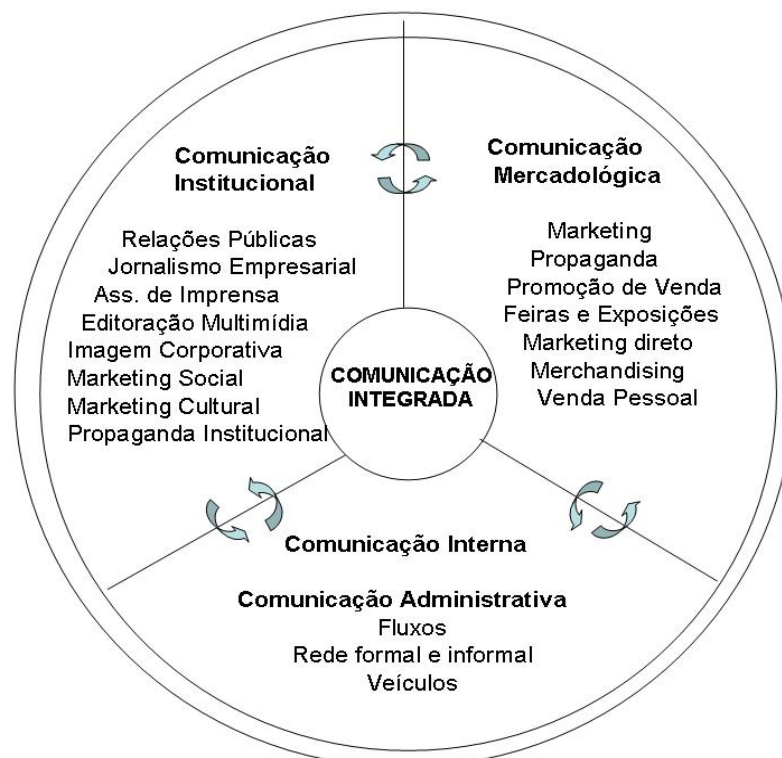 Comunicação
Institucional
Relações Públicas
Jornalismo Empresarial
Ass. de Imprensa
Editoração Multimídia
Imagem Corporativa
Marketing Social
Marketing Cultural
Propaganda Institucional
Comunicação
Mercadológica
Marketing
Propaganda
Promoção de Venda
Feiras e Exposições
Marketing direto
Merchandising
Venda Pessoal
COMUNICAÇÃO
INTEGRADA
Comunicação Interna
Comunicação Administrativa
Fluxos
Rede formal e informal
Veículos